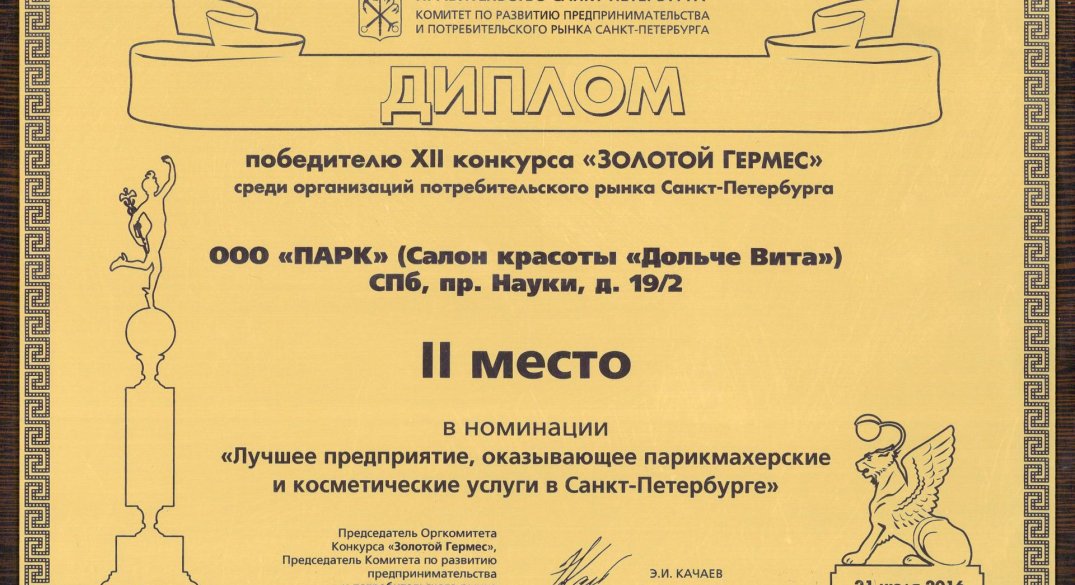 КОМИТЕТ ПО РАЗВИТИЮ ПРЕДПРИНИМАТЕЛЬСТВА
И ПОТРЕБИТЕЛЬСКОГО РЫНКА САНКТ-ПЕТЕРБУРГА
ДИПЛОМ
победителю XII конкурса «ЗОЛОТОЙ ГЕРМЕС»
среди организаций потребительского рынка Санкт-Петербурга
ООО «ПАРК» (Салон красоты «Дольче Вита»)
СПб, пр. Науки, д. 19/2
II место
в номинации
«Лучшее предприятие, оказывающее парикмахерские
и косметические услуги в Санкт-Петербурге»
Председатель Оргкомитета
Конкурса «Золотой Гермес»,
Председатель Комитета по развитию
предпринимательства
Э.И. КАЧАЕВ